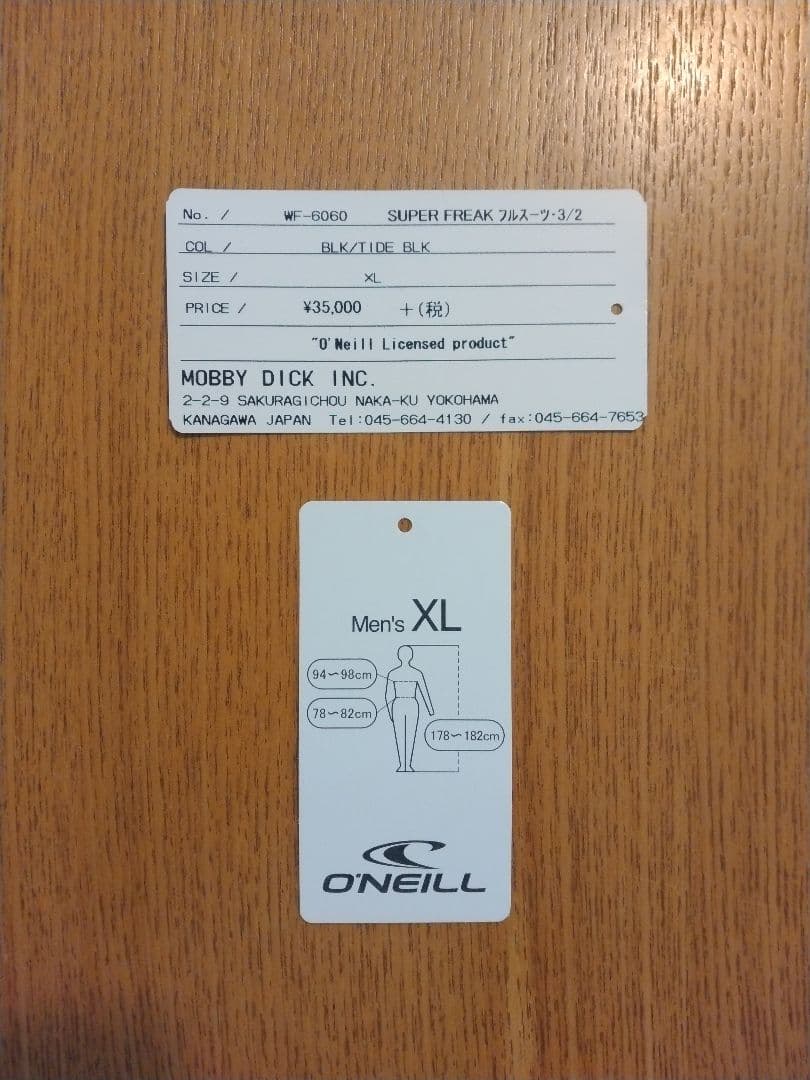 No. / WF-6060 SUPER FREAK フルスーツ・3/2
COL / BLK/TIDE BLK
SIZE / XL
PRICE / ¥35,000 +(税)
"O'Neill Licensed product"
MOBBY DICK INC.
2-2-9 SAKURAGICHOU NAKA-KU YOKOHAMA
KANAGAWA JAPAN Tel:045-664-4130 / fax:045-664-7653
Men's XL
94〜98cm
78〜82cm
178〜182cm
O'NEILL